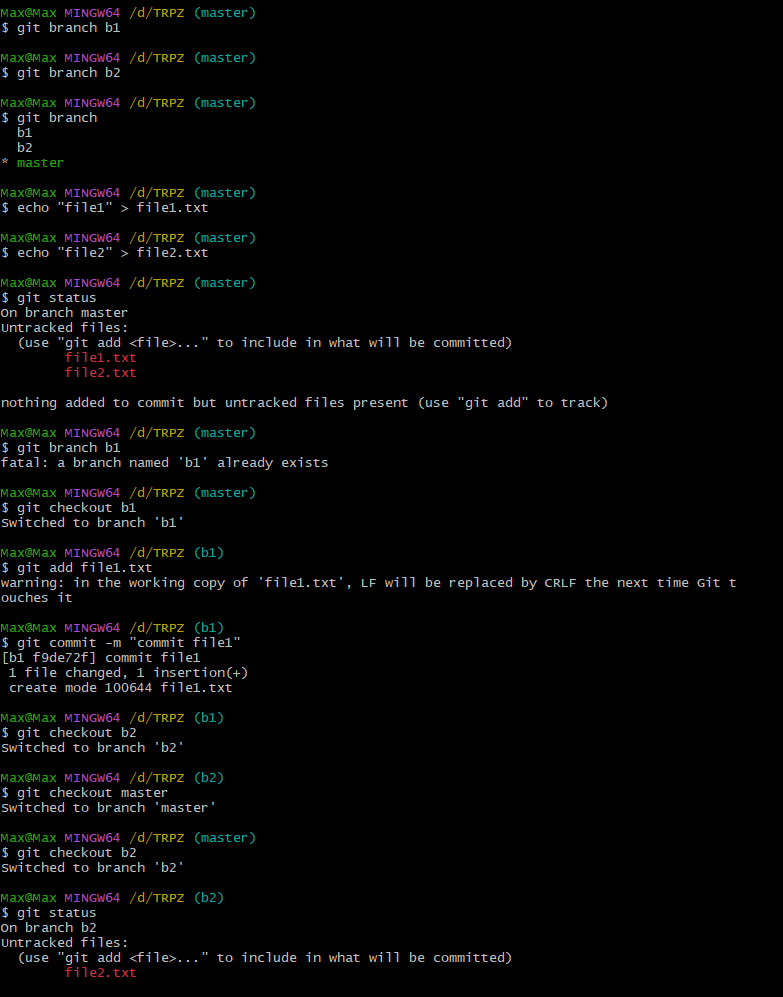 Max@Max MINGW64 /d/TRPZ (master)
$ git branch b1
Max@Max MINGW64 /d/TRPZ (master)
$ git branch b2
Max@Max MINGW64 /d/TRPZ (master)
$ git branch
  b1
  b2
* master
Max@Max MINGW64 /d/TRPZ (master)
$ echo "file1" > file1.txt
Max@Max MINGW64 /d/TRPZ (master)
$ echo "file2" > file2.txt
Max@Max MINGW64 /d/TRPZ (master)
$ git status
On branch master
Untracked files:
  (use "git add <file>..." to include in what will be committed)
        file1.txt
        file2.txt
nothing added to commit but untracked files present (use "git add" to track)
Max@Max MINGW64 /d/TRPZ (master)
$ git branch b1
fatal: a branch named 'b1' already exists
Max@Max MINGW64 /d/TRPZ (master)
$ git checkout b1
Switched to branch 'b1'
Max@Max MINGW64 /d/TRPZ (b1)
$ git add file1.txt
warning: in the working copy of 'file1.txt', LF will be replaced by CRLF the next time Git t
ouches it
Max@Max MINGW64 /d/TRPZ (b1)
$ git commit -m "commit file1"
[b1 f9de72f] commit file1
 1 file changed, 1 insertion(+)
 create mode 100644 file1.txt
Max@Max MINGW64 /d/TRPZ (b1)
$ git checkout b2
Switched to branch 'b2'
Max@Max MINGW64 /d/TRPZ (b2)
$ git checkout master
Switched to branch 'master'
Max@Max MINGW64 /d/TRPZ (master)
$ git checkout b2
Switched to branch 'b2'
Max@Max MINGW64 /d/TRPZ (b2)
$ git status
On branch b2
Untracked files:
  (use "git add <file>..." to include in what will be committed)
        file2.txt